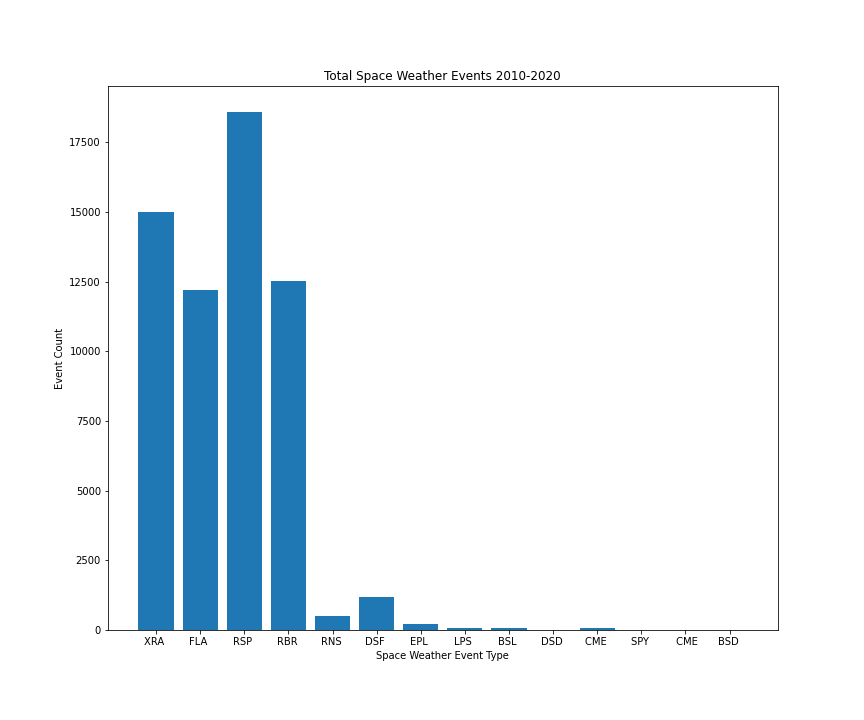 Total Space Weather Events 2010-2020
17500
15000
12500
10000
7500
5000
2500
0
Event Count
XRA FLA RSP RBR RNS DSF EPL LPS BSL DSD CME SPY CME BSD
Space Weather Event Type